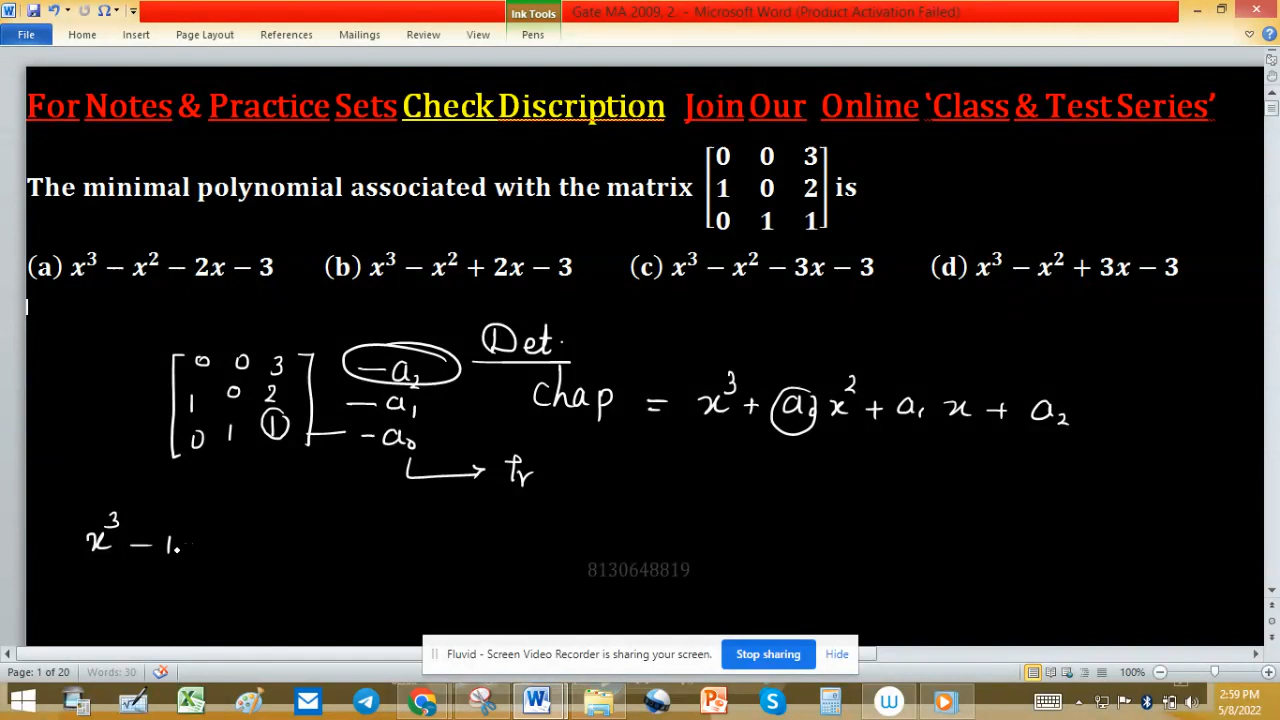 Ink Tools
Gate MA 2009, 2. - Microsoft Word (Product Activation Failed)
File Home Insert Page Layout References Mailings Review View Pens
For Notes & Practice Sets Check Discription Join Our Online 'Class & Test Series'
The minimal polynomial associated with the matrix [0 0 3
1 0 2
0 1 1] is
(a) x³ − x² − 2x − 3 (b) x³ − x² + 2x − 3 (c) x³ − x² − 3x − 3 (d) x³ − x² + 3x − 3
[0 0 3 −a₂ Det.
1 0 2 −a₁ Chap = x³ + a₀x² + a₁x + a₂
0 1 1] −a₀
tr
x³ − 1.
8130648819
Fluvid - Screen Video Recorder is sharing your screen. Stop sharing Hide
Page: 1 of 20 Words: 30 100%
2:59 PM
5/8/2022